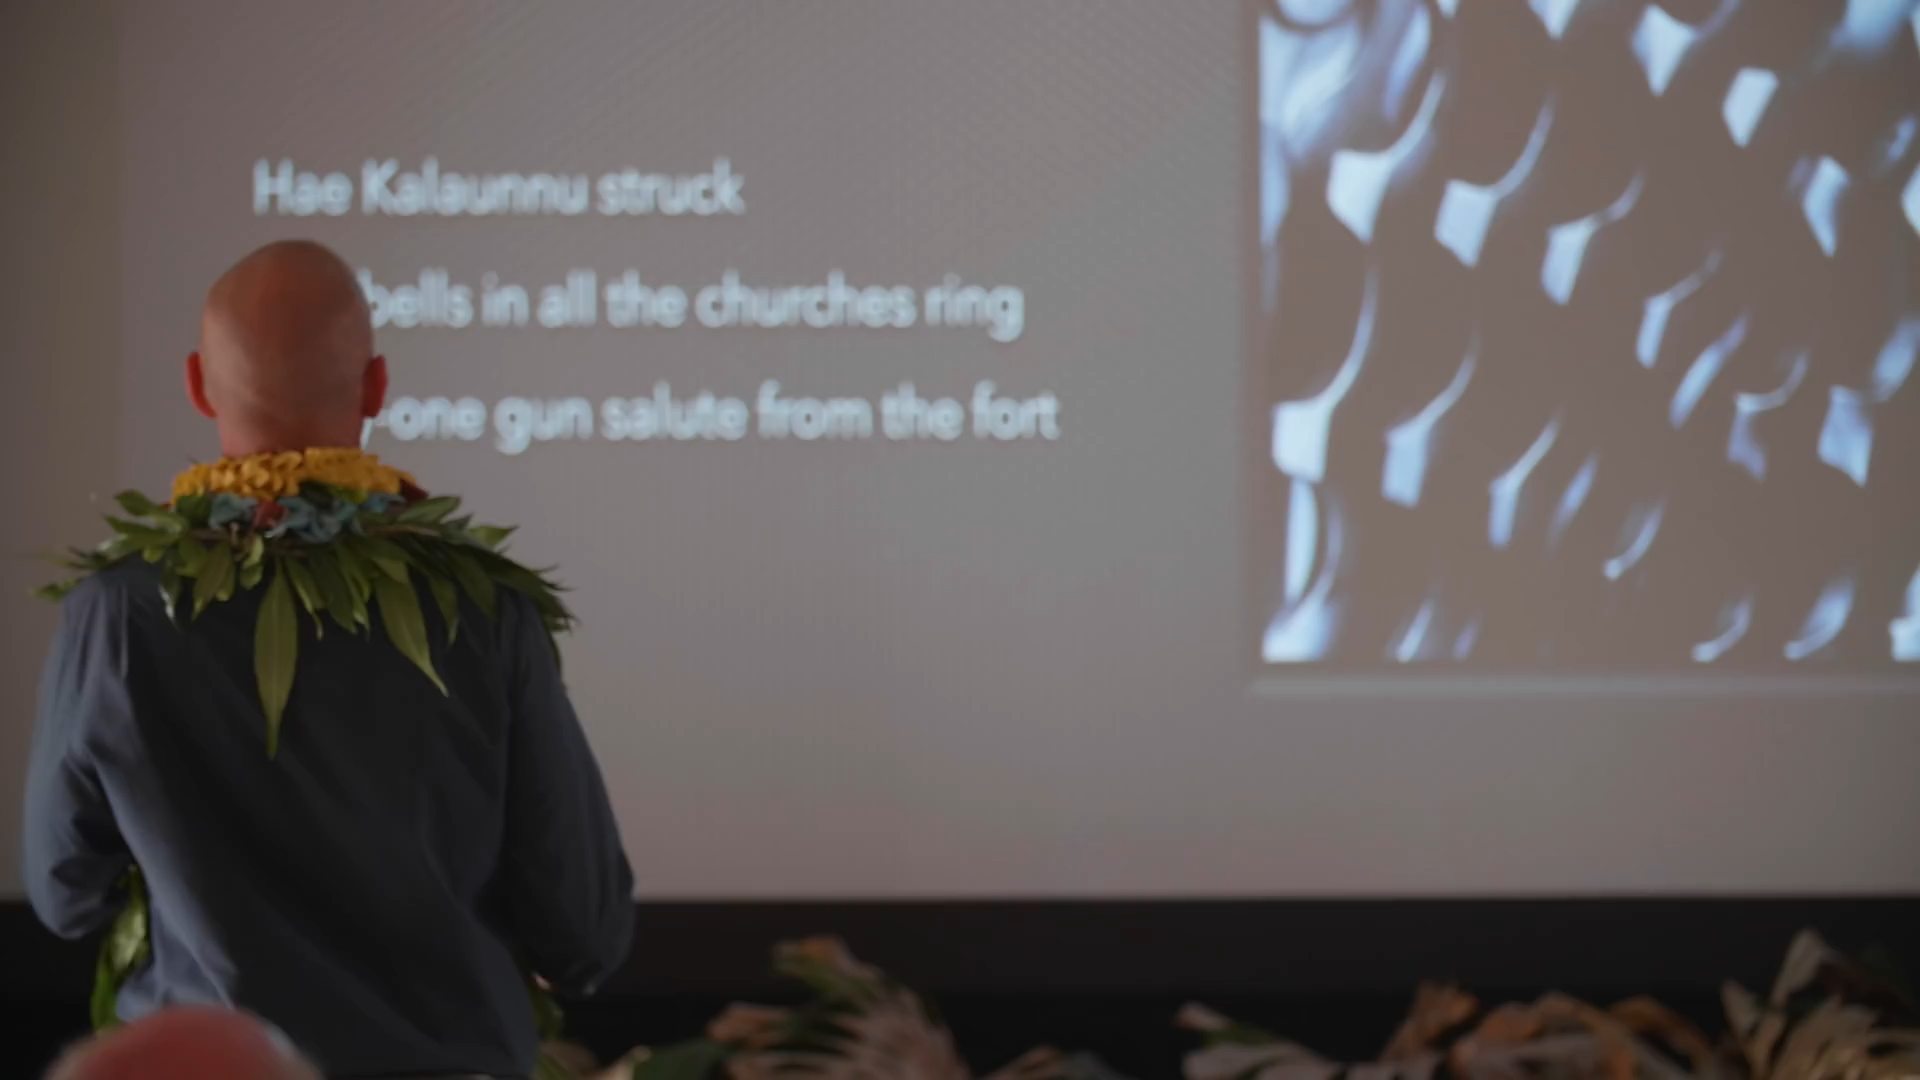 Hae Kalaunnu struck
bells in all the churches ring
-one gun salute from the fort